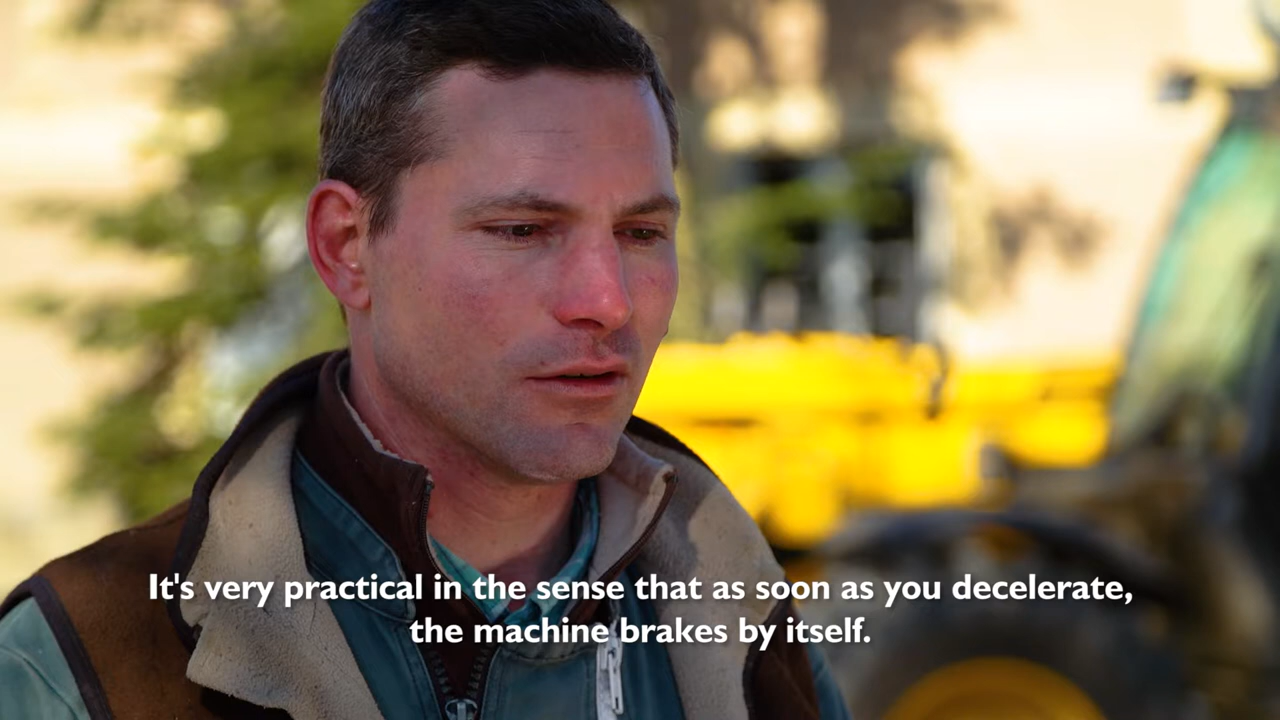 It's very practical in the sense that as soon as you decelerate,
the machine brakes by itself.